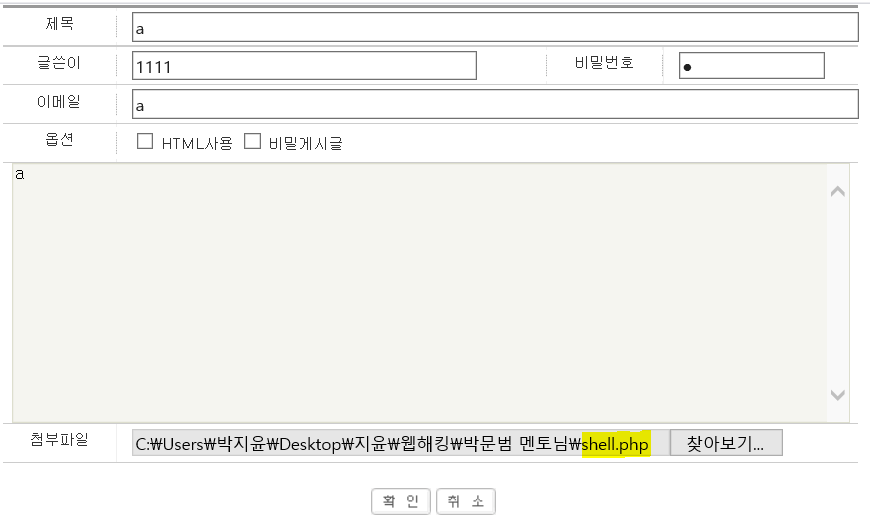 제목 a
글쓴이 1111 비밀번호 ●
이메일 a
옵션 HTML사용 비밀게시글
a
첨부파일 C:₩Users₩박지윤₩Desktop₩지윤₩웹해킹₩박문범 멘토님₩shell.php 찾아보기...
확 인 취 소